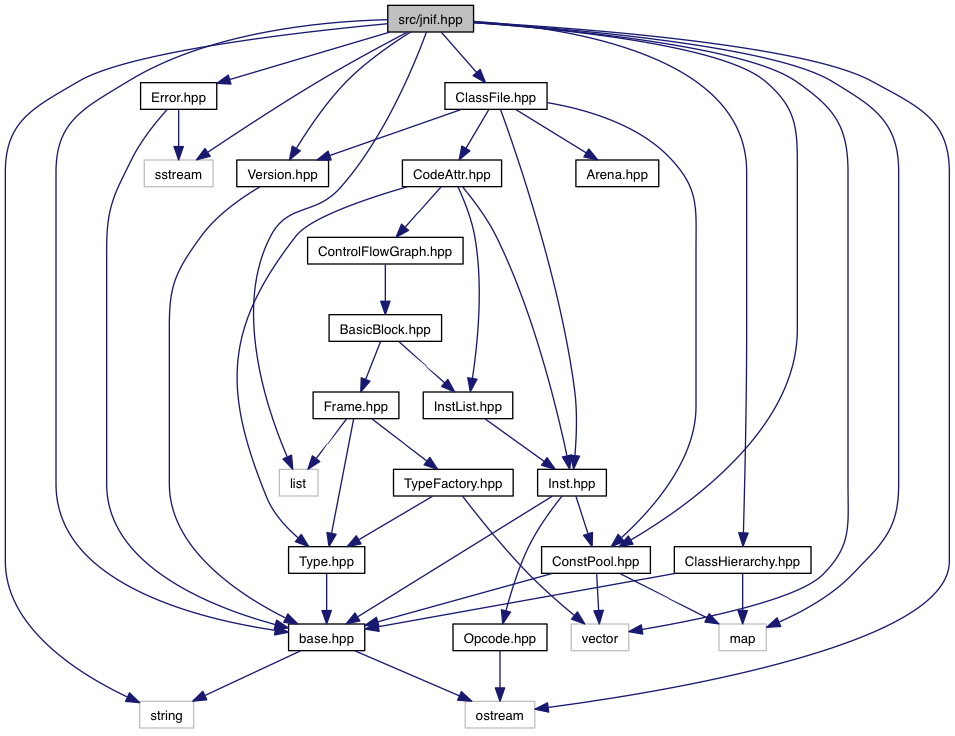 src/jnif.hpp
Error.hpp
ClassFile.hpp
sstream
Version.hpp
CodeAttr.hpp
Arena.hpp
ControlFlowGraph.hpp
BasicBlock.hpp
Frame.hpp
InstList.hpp
list
TypeFactory.hpp
Inst.hpp
Type.hpp
ConstPool.hpp
ClassHierarchy.hpp
base.hpp
Opcode.hpp
vector
map
string
ostream